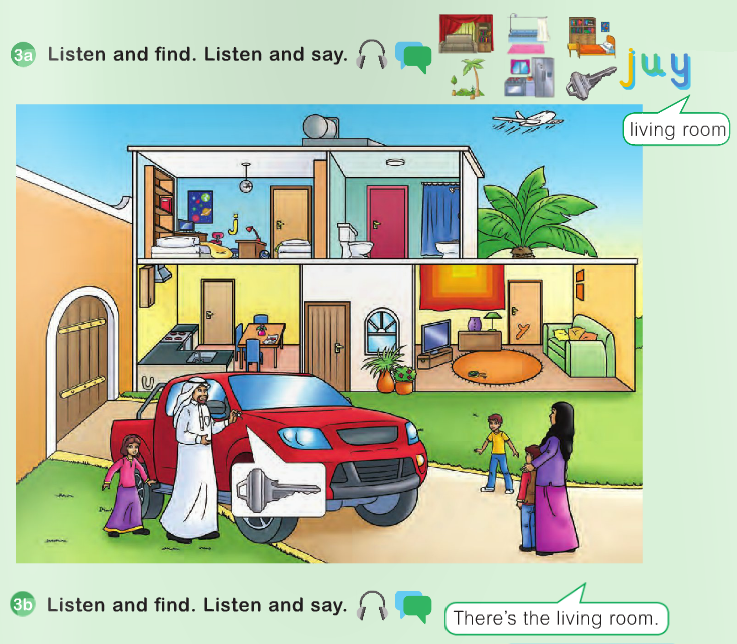 3a Listen and find. Listen and say.
juy
living room
j
y
u
3b Listen and find. Listen and say.
There's the living room.